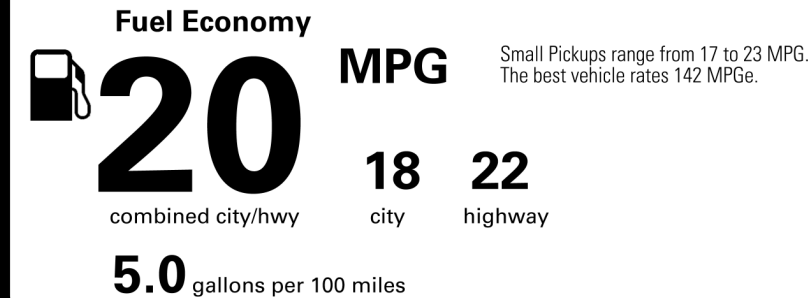 Fuel Economy
20 MPG
Small Pickups range from 17 to 23 MPG.
The best vehicle rates 142 MPGe.
18 22
combined city/hwy city highway
5.0 gallons per 100 miles